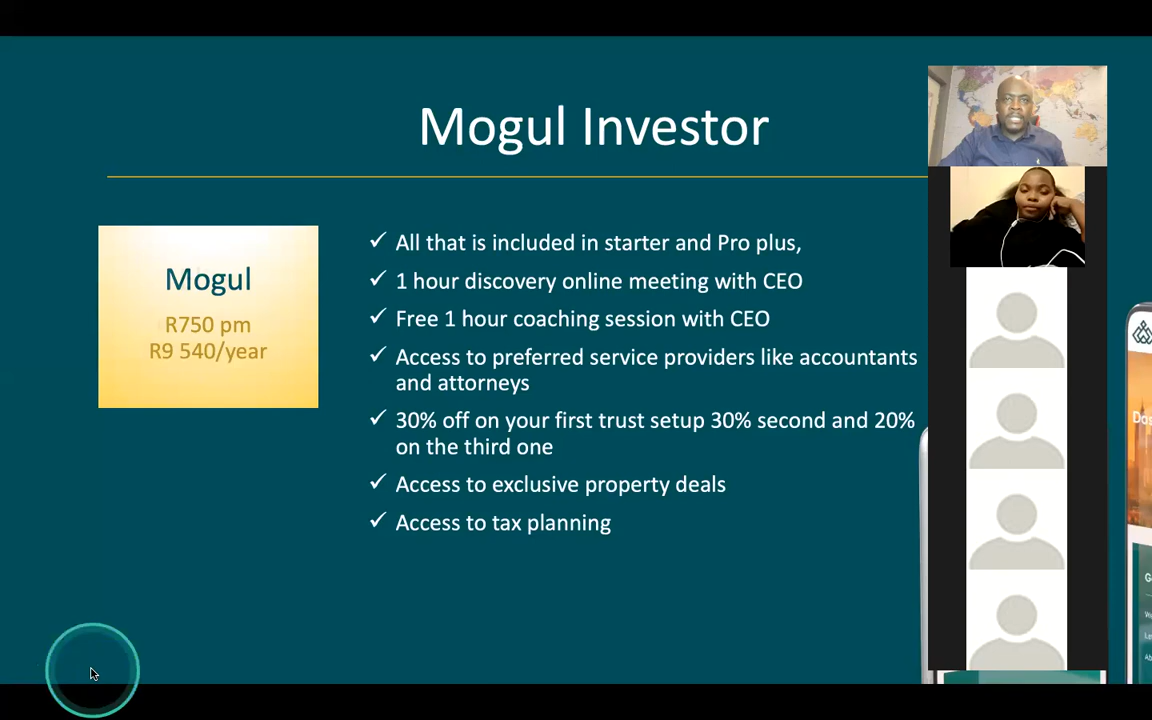 Mogul Investor
Mogul
R750 pm
R9 540/year
✓ All that is included in starter and Pro plus,
✓ 1 hour discovery online meeting with CEO
✓ Free 1 hour coaching session with CEO
✓ Access to preferred service providers like accountants
and attorneys
✓ 30% off on your first trust setup 30% second and 20%
on the third one
✓ Access to exclusive property deals
✓ Access to tax planning